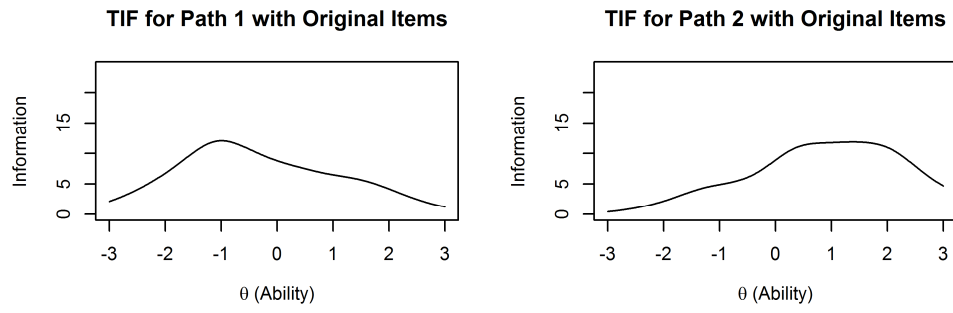 TIF for Path 1 with Original Items
Information
0
5
15
-3 -2 -1 0 1 2 3
θ (Ability)
TIF for Path 2 with Original Items
Information
0
5
15
-3 -2 -1 0 1 2 3
θ (Ability)